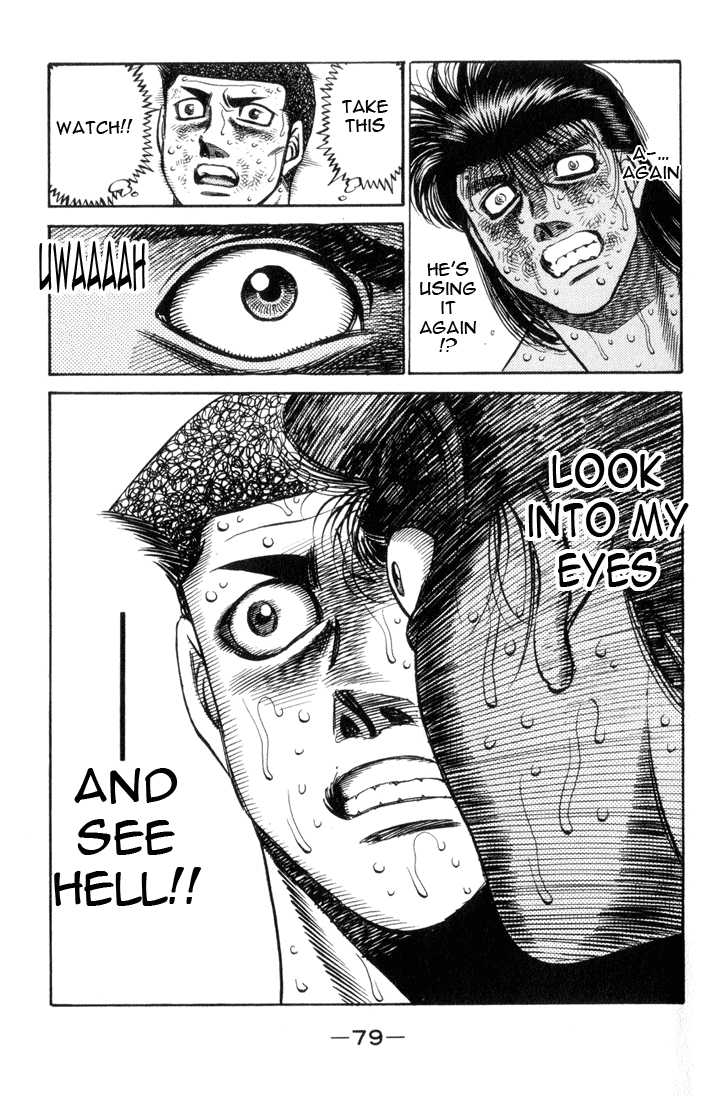 A-...
AGAIN
HE'S
USING
IT
AGAIN
!?
TAKE
THIS
WATCH!!
UWAAAAH
LOOK
INTO MY
EYES
—
AND
SEE
HELL!!
—79—